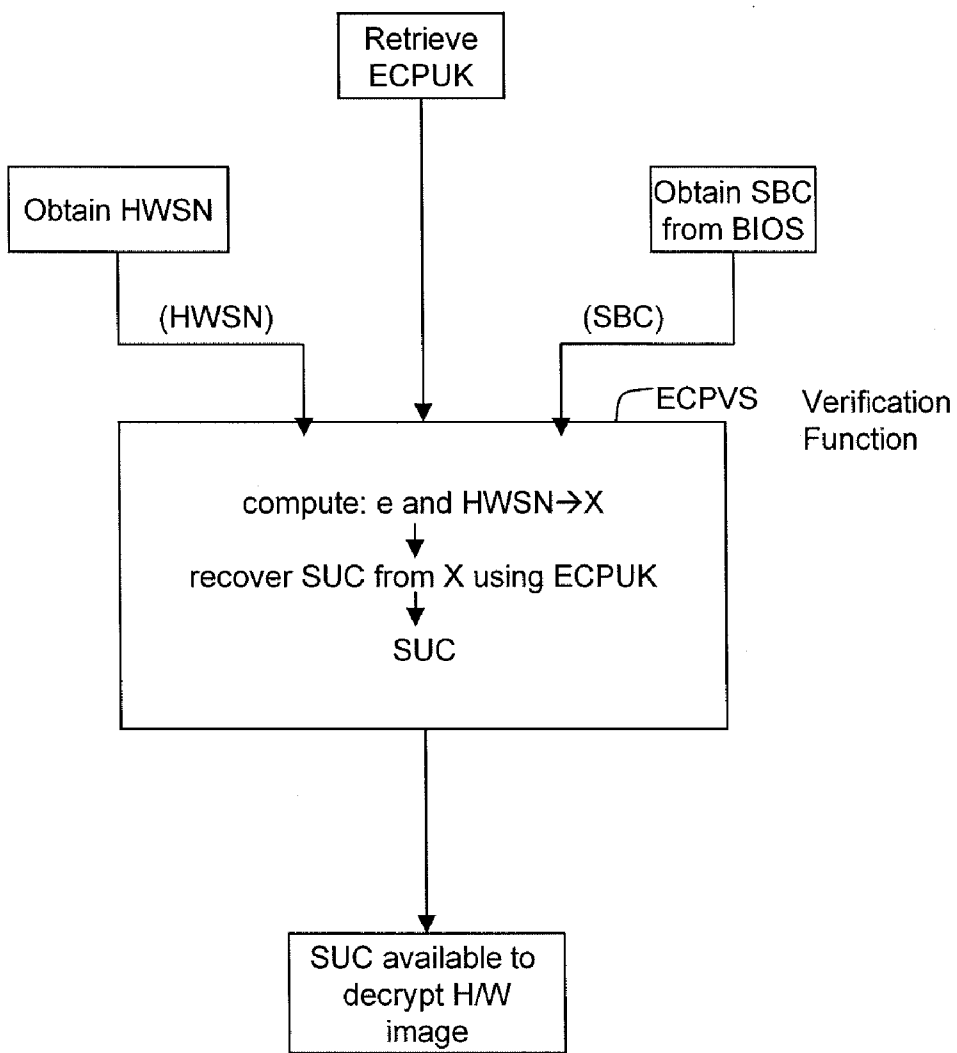 Retrieve
ECPUK
Obtain HWSN
Obtain SBC
from BIOS
(HWSN)
(SBC)
ECPVS
Verification
Function
compute: e and HWSN→X
recover SUC from X using ECPUK
SUC
SUC available to
decrypt H/W
image